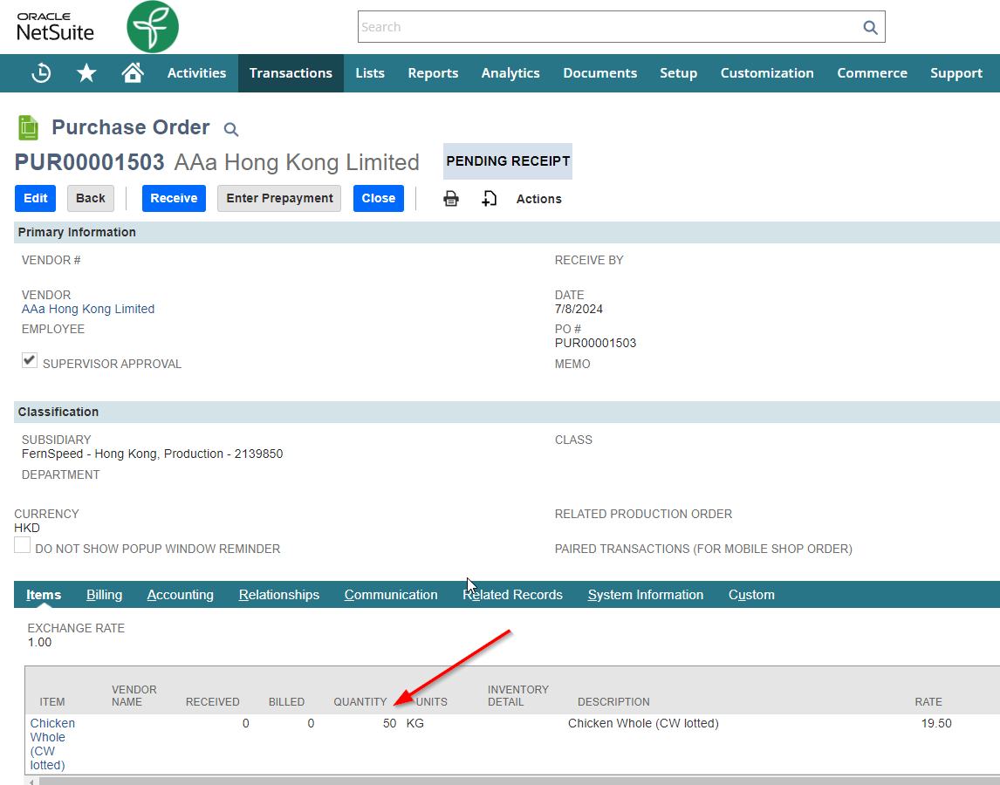 ORACLE
NetSuite
Search
Activities Transactions Lists Reports Analytics Documents Setup Customization Commerce Support
Purchase Order
PUR00001503 AAa Hong Kong Limited PENDING RECEIPT
Edit Back Receive Enter Prepayment Close Actions
Primary Information
VENDOR # RECEIVE BY
VENDOR DATE
AAa Hong Kong Limited 7/8/2024
EMPLOYEE PO #
PUR00001503
SUPERVISOR APPROVAL MEMO
Classification
SUBSIDIARY CLASS
FernSpeed - Hong Kong, Production - 2139850
DEPARTMENT
CURRENCY RELATED PRODUCTION ORDER
HKD
DO NOT SHOW POPUP WINDOW REMINDER PAIRED TRANSACTIONS (FOR MOBILE SHOP ORDER)
Items Billing Accounting Relationships Communication Related Records System Information Custom
EXCHANGE RATE
1.00
VENDOR INVENTORY
ITEM NAME RECEIVED BILLED QUANTITY UNITS DETAIL DESCRIPTION RATE
Chicken 0 0 50 KG Chicken Whole (CW lotted) 19.50
Whole
(CW
lotted)